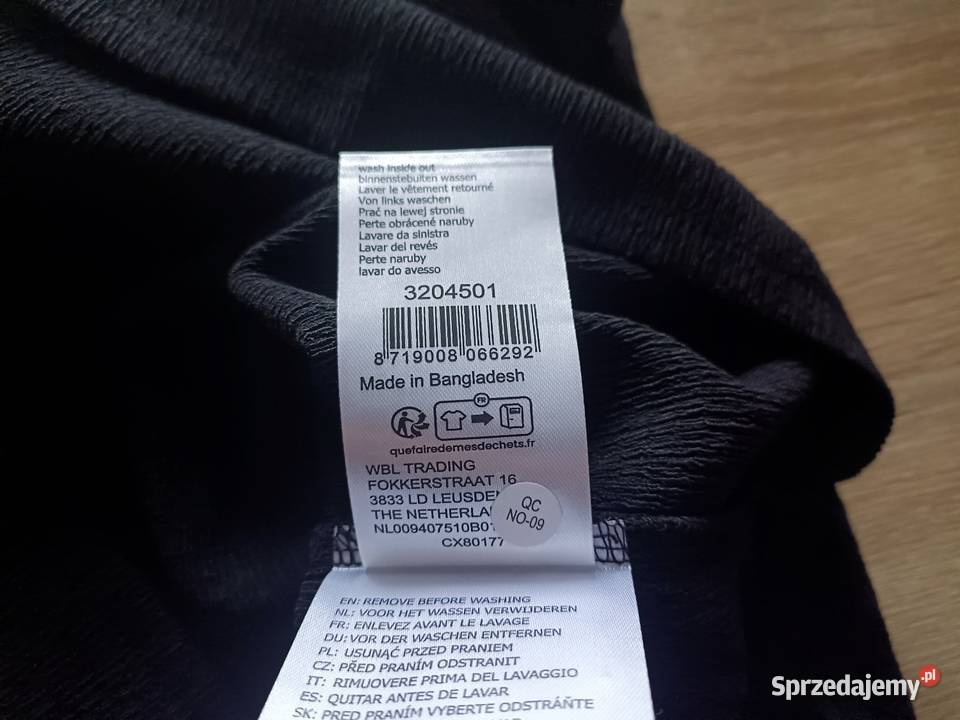 wash inside out
binnenstebuiten wassen
Laver le vêtement retourné
Von links waschen
Prać na lewej stronie
Perte obrácené naruby
Lavare da sinistra
Lavar del revés
Perte naruby
lavar do avesso
3204501
8 719008 066292
Made in Bangladesh
FR
quefairedemesdechets.fr
WBL TRADING
FOKKERSTRAAT 16
3833 LD
THE
CX80177
QC
NO-09
EN: REMOVE BEFORE WASHING
NL: VOOR HET WASSEN VERWIJDEREN
FR: ENLEVEZ AVANT LE LAVAGE
DU: VOR DER WASCHEN ENTFERNEN
PL: USUNĄĆ PRZED PRANIEM
CZ: PŘED PRANÍM ODSTRANIT
IT: RIMUOVERE PRIMA DEL LAVAGGIO
ES: QUITAR ANTES DE LAVAR
SK: PRED PRANÍM VYBERTE ODSTRÁŇTE
Sprzedajemy.pl